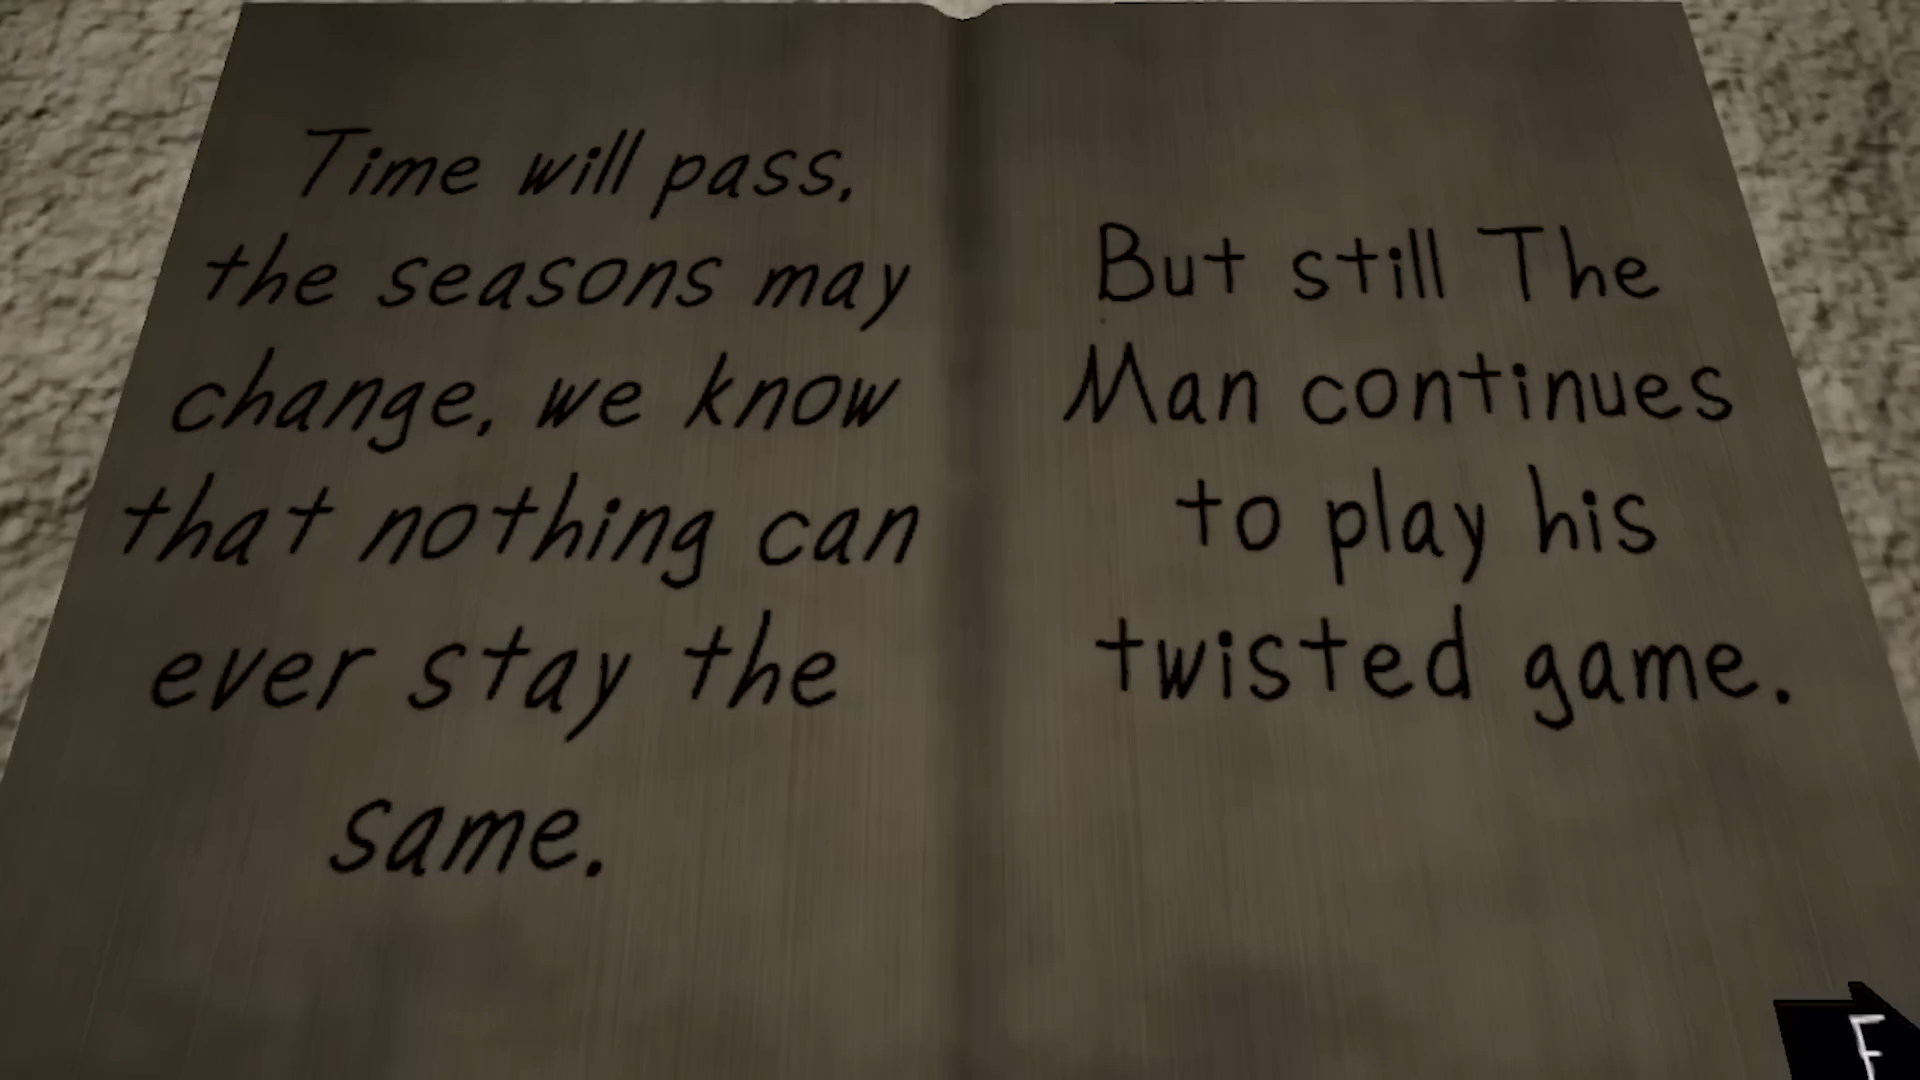 Time will pass,
the seasons may
change, we know
that nothing can
ever stay the
same.
But still The
Man continues
to play his
twisted game.
E